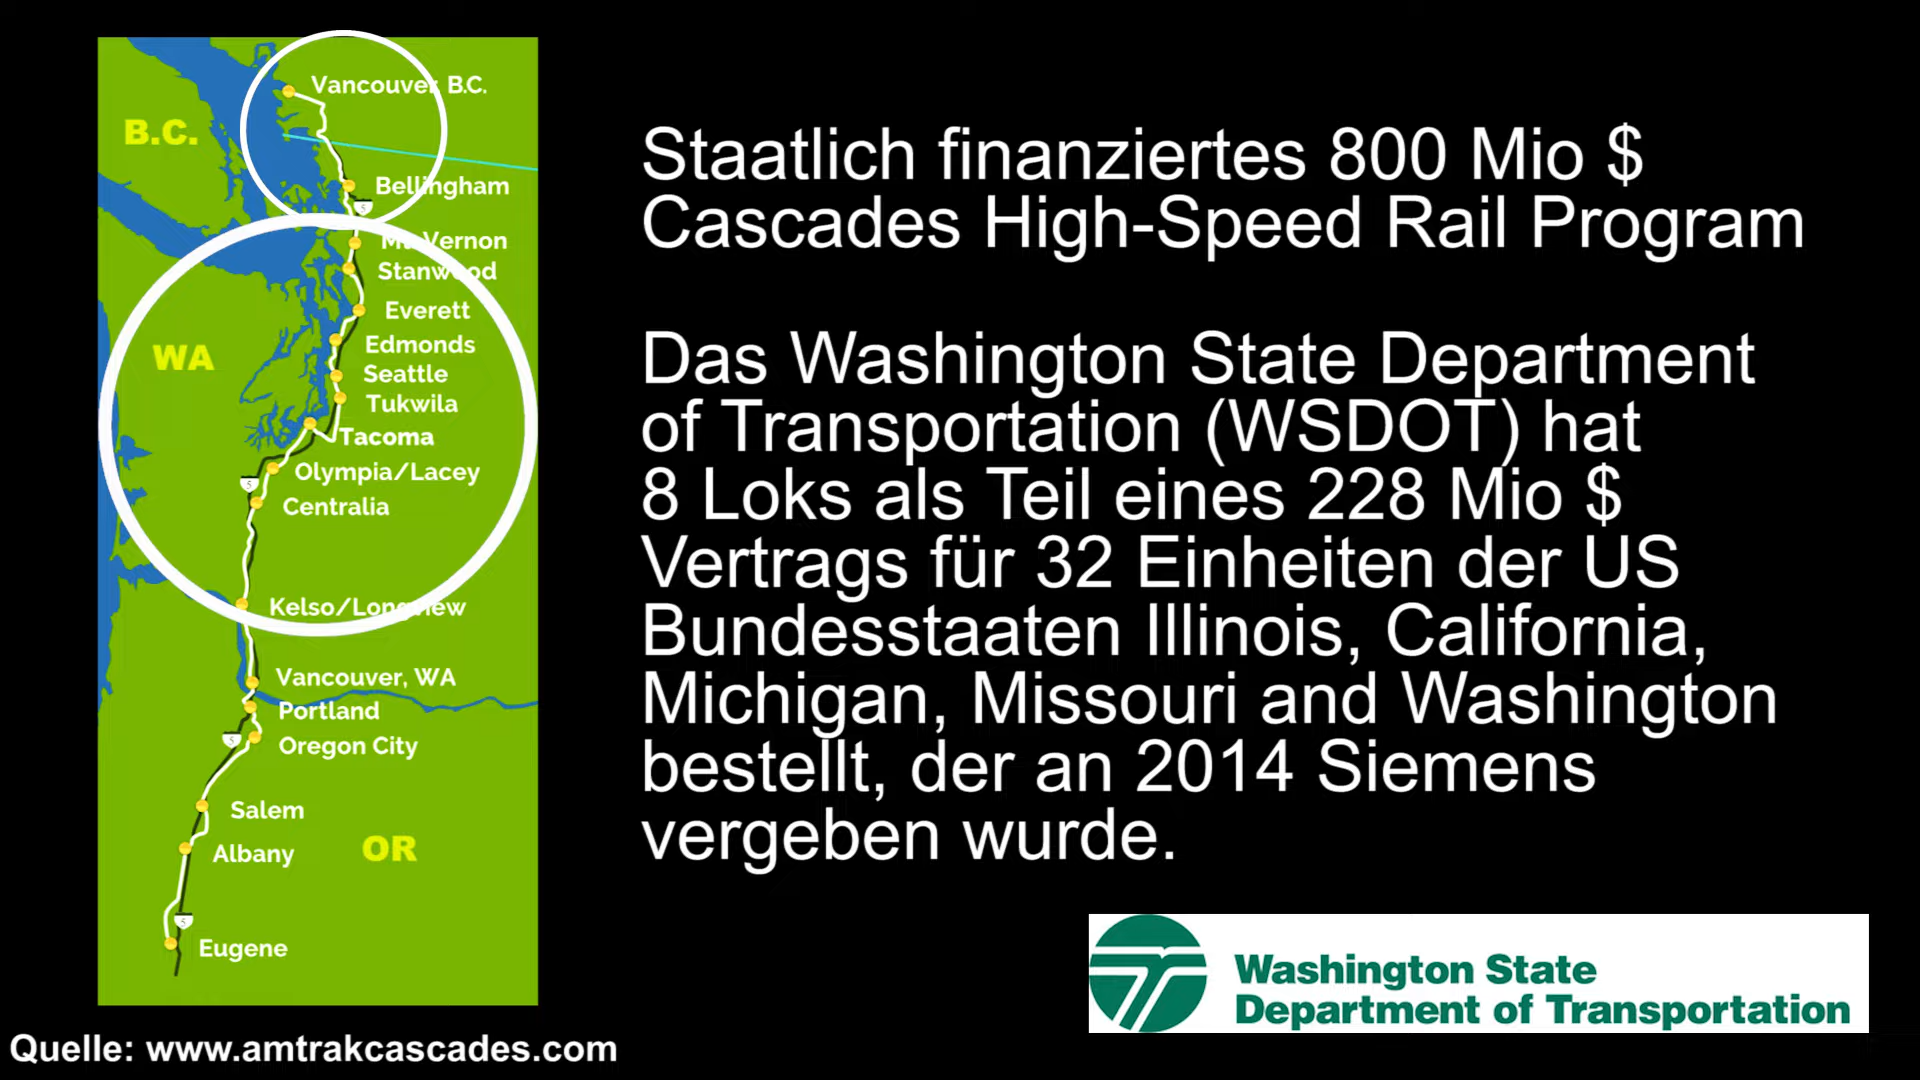 Vancouver, B.C.
B.C.
Bellingham
5
Mt. Vernon
Stanwood
Everett
Edmonds
WA
Seattle
Tukwila
Tacoma
Olympia/Lacey
5
Centralia
Kelso/Longview
Vancouver, WA
Portland
5
Oregon City
Salem
Albany
OR
5
Eugene
Quelle: www.amtrakcascades.com
Staatlich finanziertes 800 Mio $
Cascades High-Speed Rail Program
Das Washington State Department
of Transportation (WSDOT) hat
8 Loks als Teil eines 228 Mio $
Vertrags für 32 Einheiten der US
Bundesstaaten Illinois, California,
Michigan, Missouri and Washington
bestellt, der an 2014 Siemens
vergeben wurde.
Washington State
Department of Transportation